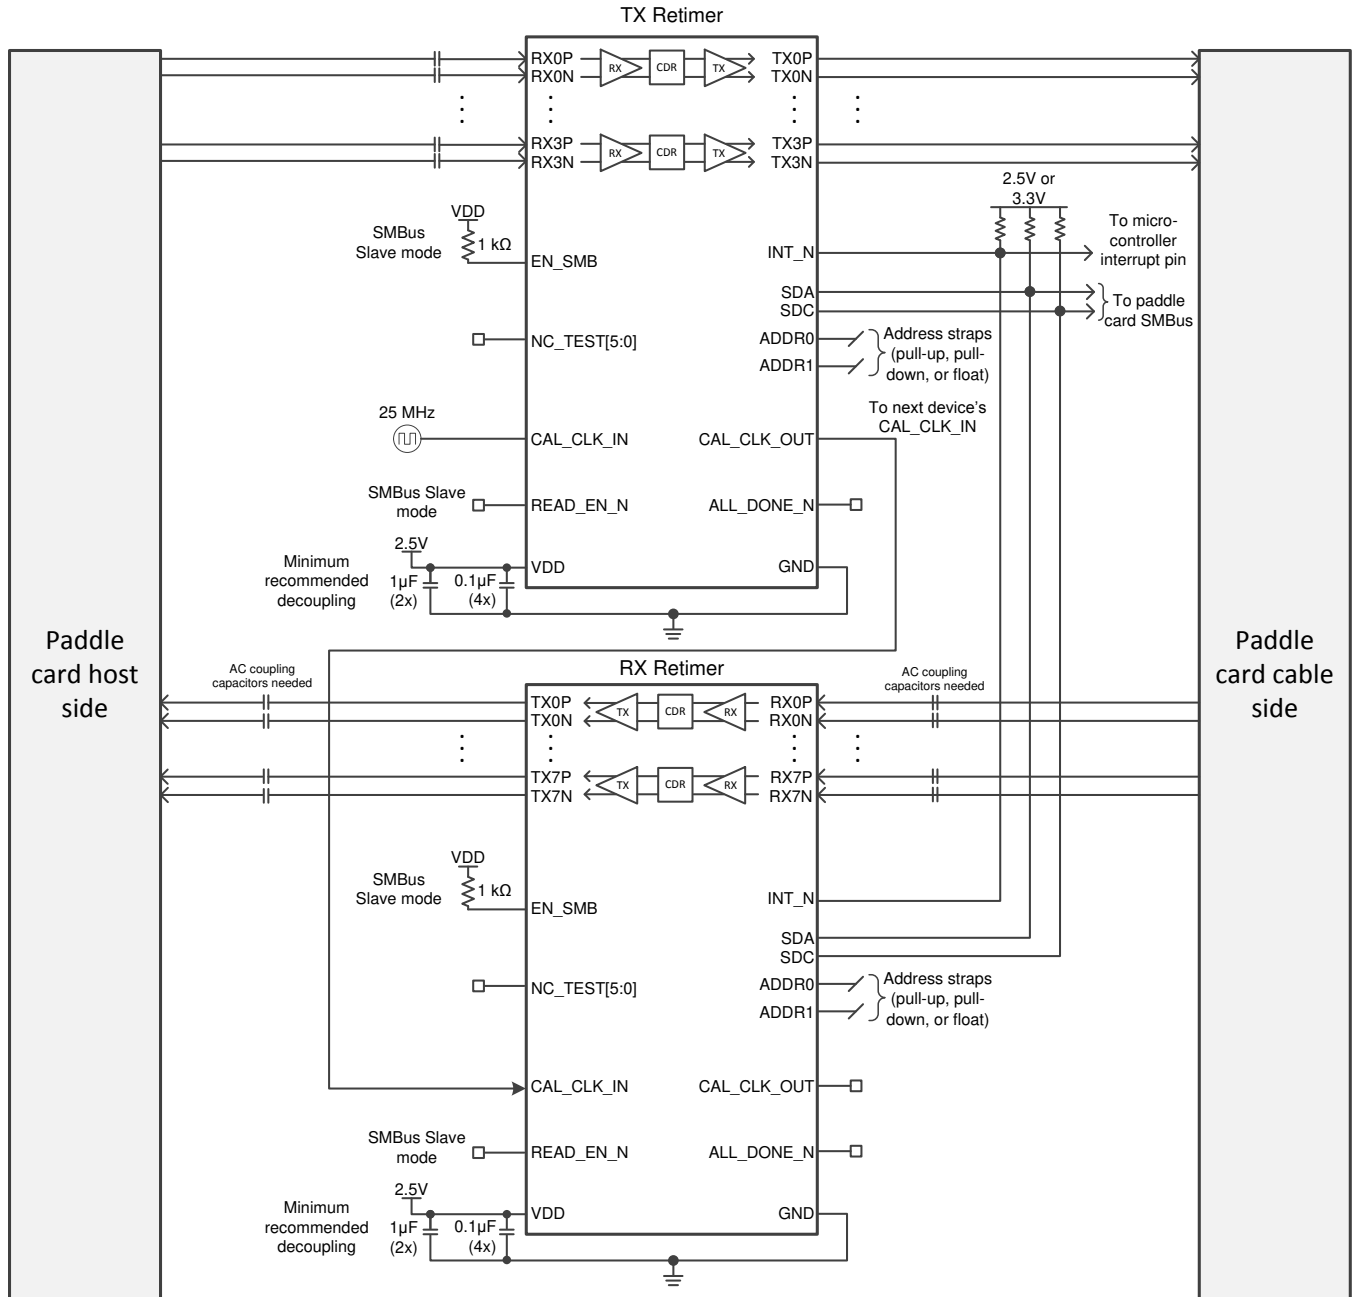 TX Retimer
RX0P
RX0N
RX
CDR
TX
TX0P
TX0N
RX3P
RX3N
RX
CDR
TX
TX3P
TX3N
2.5V or
3.3V
VDD
SMBus
Slave mode
1 kΩ
EN_SMB
INT_N
To micro-
controller
interrupt pin
SDA
SDC
To paddle
card SMBus
NC_TEST[5:0]
ADDR0
ADDR1
Address straps
(pull-up, pull-
down, or float)
25 MHz
CAL_CLK_IN
CAL_CLK_OUT
To next device's
CAL_CLK_IN
SMBus Slave
mode
READ_EN_N
ALL_DONE_N
2.5V
Minimum
recommended
decoupling
1µF
(2x)
0.1µF
(4x)
VDD
GND
Paddle
card host
side
Paddle
card cable
side
RX Retimer
AC coupling
capacitors needed
AC coupling
capacitors needed
TX0P
TX0N
TX
CDR
RX
RX0P
RX0N
TX7P
TX7N
TX
CDR
RX
RX7P
RX7N
VDD
SMBus
Slave mode
1 kΩ
EN_SMB
INT_N
SDA
SDC
NC_TEST[5:0]
ADDR0
ADDR1
Address straps
(pull-up, pull-
down, or float)
CAL_CLK_IN
CAL_CLK_OUT
SMBus Slave
mode
READ_EN_N
ALL_DONE_N
2.5V
Minimum
recommended
decoupling
1µF
(2x)
0.1µF
(4x)
VDD
GND